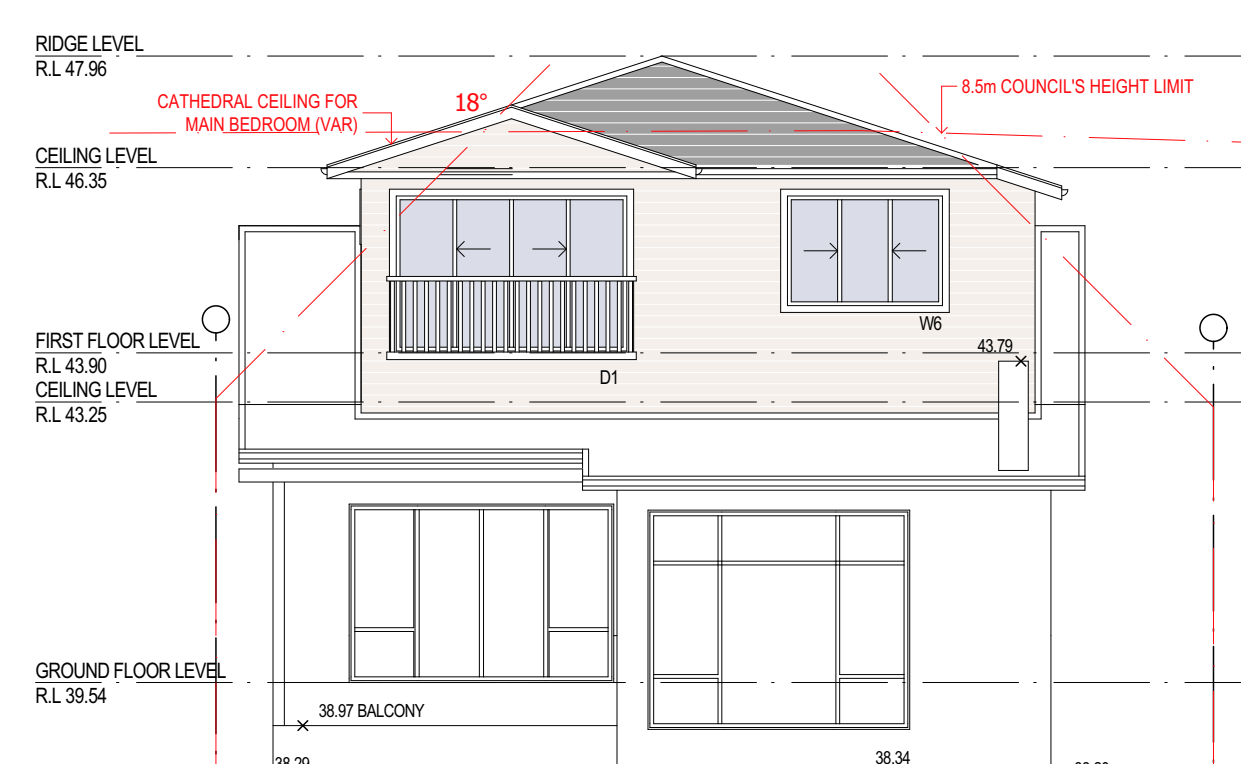 RIDGE LEVEL
R.L 47.96
CATHEDRAL CEILING FOR
MAIN BEDROOM (VAR)
18°
8.5m COUNCIL'S HEIGHT LIMIT
CEILING LEVEL
R.L 46.35
W6
43.79
FIRST FLOOR LEVEL
R.L 43.90
D1
CEILING LEVEL
R.L 43.25
GROUND FLOOR LEVEL
R.L 39.54
38.97 BALCONY
38.29
38.34